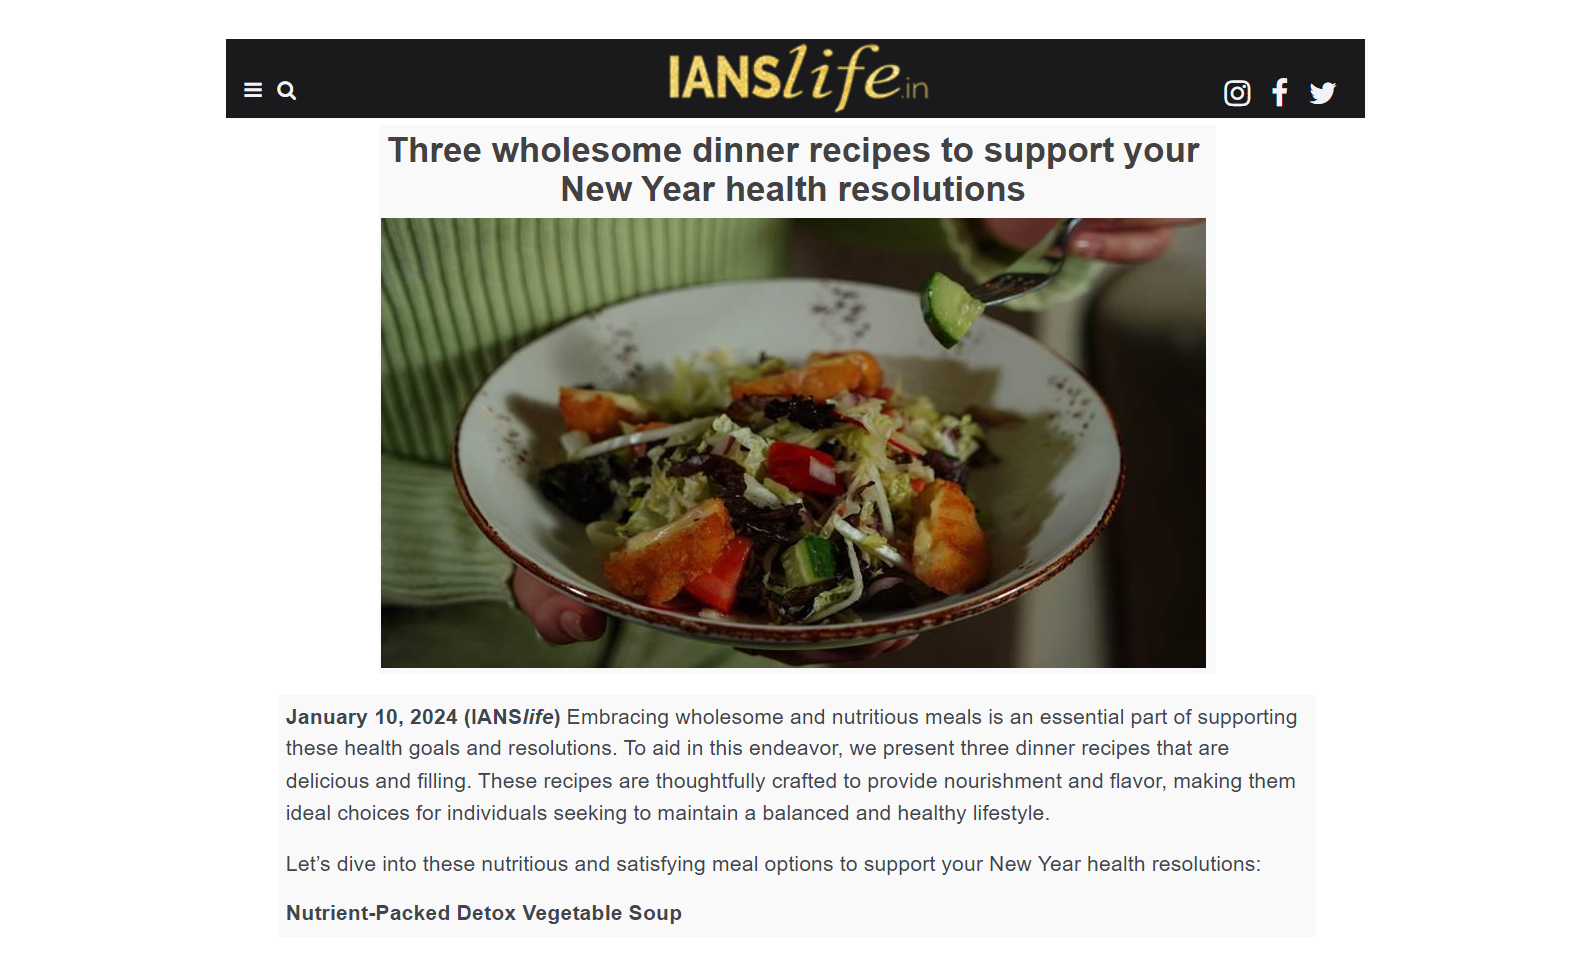 IANSlife.in
Three wholesome dinner recipes to support your
New Year health resolutions
January 10, 2024 (IANSlife) Embracing wholesome and nutritious meals is an essential part of supporting
these health goals and resolutions. To aid in this endeavor, we present three dinner recipes that are
delicious and filling. These recipes are thoughtfully crafted to provide nourishment and flavor, making them
ideal choices for individuals seeking to maintain a balanced and healthy lifestyle.
Let’s dive into these nutritious and satisfying meal options to support your New Year health resolutions:
Nutrient-Packed Detox Vegetable Soup